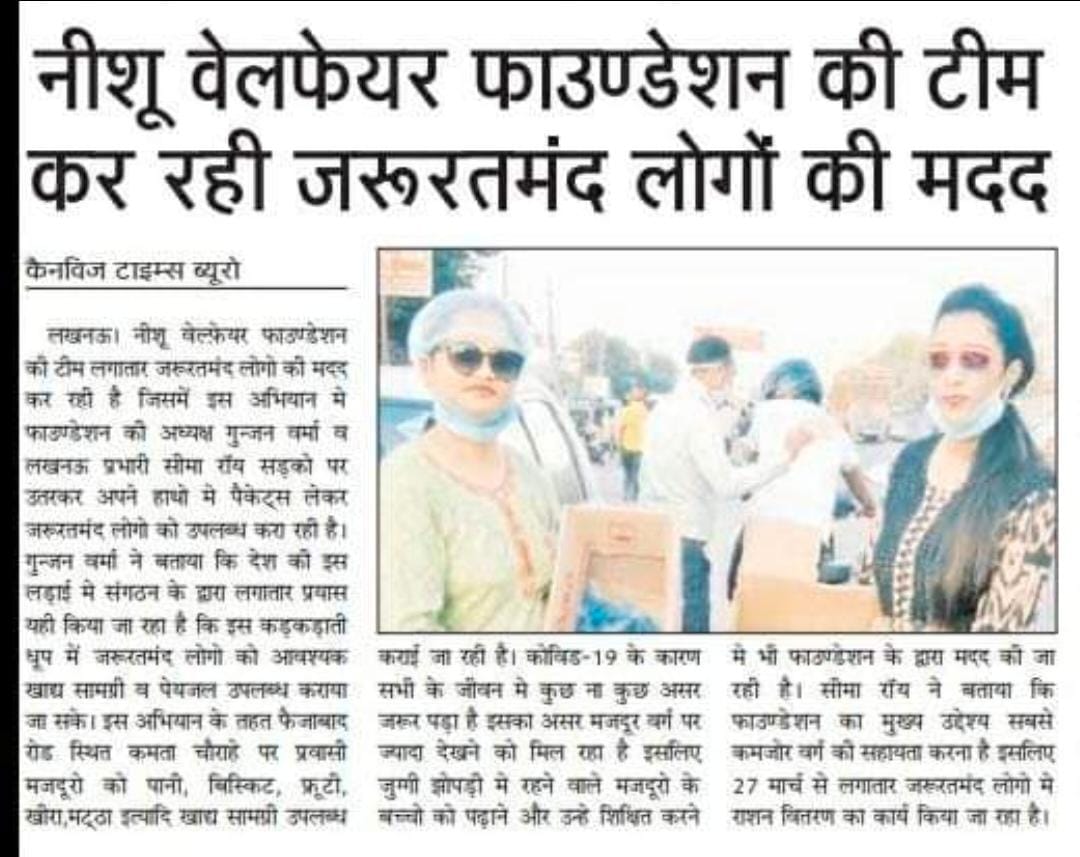 नीशू वेलफेयर फाउण्डेशन की टीम
कर रही जरूरतमंद लोगों की मदद
कैनविज टाइम्स ब्यूरो
लखनऊ। नीशू वेल्फेयर फाउण्डेशन
की टीम लगातार जरूरतमंद लोगो की मदद
कर रही है जिसमें इस अभियान मे
फाउण्डेशन की अध्यक्ष गुन्जन वर्मा व
लखनऊ प्रभारी सीमा रॉय सड़को पर
उतरकर अपने हाथो मे पैकेट्स लेकर
जरूरतमंद लोगो को उपलब्ध करा रही है।
गुन्जन वर्मा ने बताया कि देश की इस
लड़ाई मे संगठन के द्वारा लगातार प्रयास
यही किया जा रहा है कि इस कड़कड़ाती
धूप में जरूरतमंद लोगो को आवश्यक
खाद्य सामग्री व पेयजल उपलब्ध कराया
जा सके। इस अभियान के तहत फैजाबाद
रोड स्थित कमता चौराहे पर प्रवासी
मजदूरो को पानी, बिस्किट, फ्रूटी,
खीरा,मट्ठा इत्यादि खाद्य सामग्री उपलब्ध
कराई जा रही है। कोविड-19 के कारण
सभी के जीवन मे कुछ ना कुछ असर
जरूर पड़ा है इसका असर मजदूर वर्ग पर
ज्यादा देखने को मिल रहा है इसलिए
जुग्गी झोपड़ी मे रहने वाले मजदूरो के
बच्चो को पढ़ाने और उन्हे शिक्षित करने
मे भी फाउण्डेशन के द्वारा मदद की जा
रही है। सीमा रॉय ने बताया कि
फाउण्डेशन का मुख्य उद्देश्य सबसे
कमजोर वर्ग की सहायता करना है इसलिए
27 मार्च से लगातार जरूरतमंद लोगो मे
राशन वितरण का कार्य किया जा रहा है।